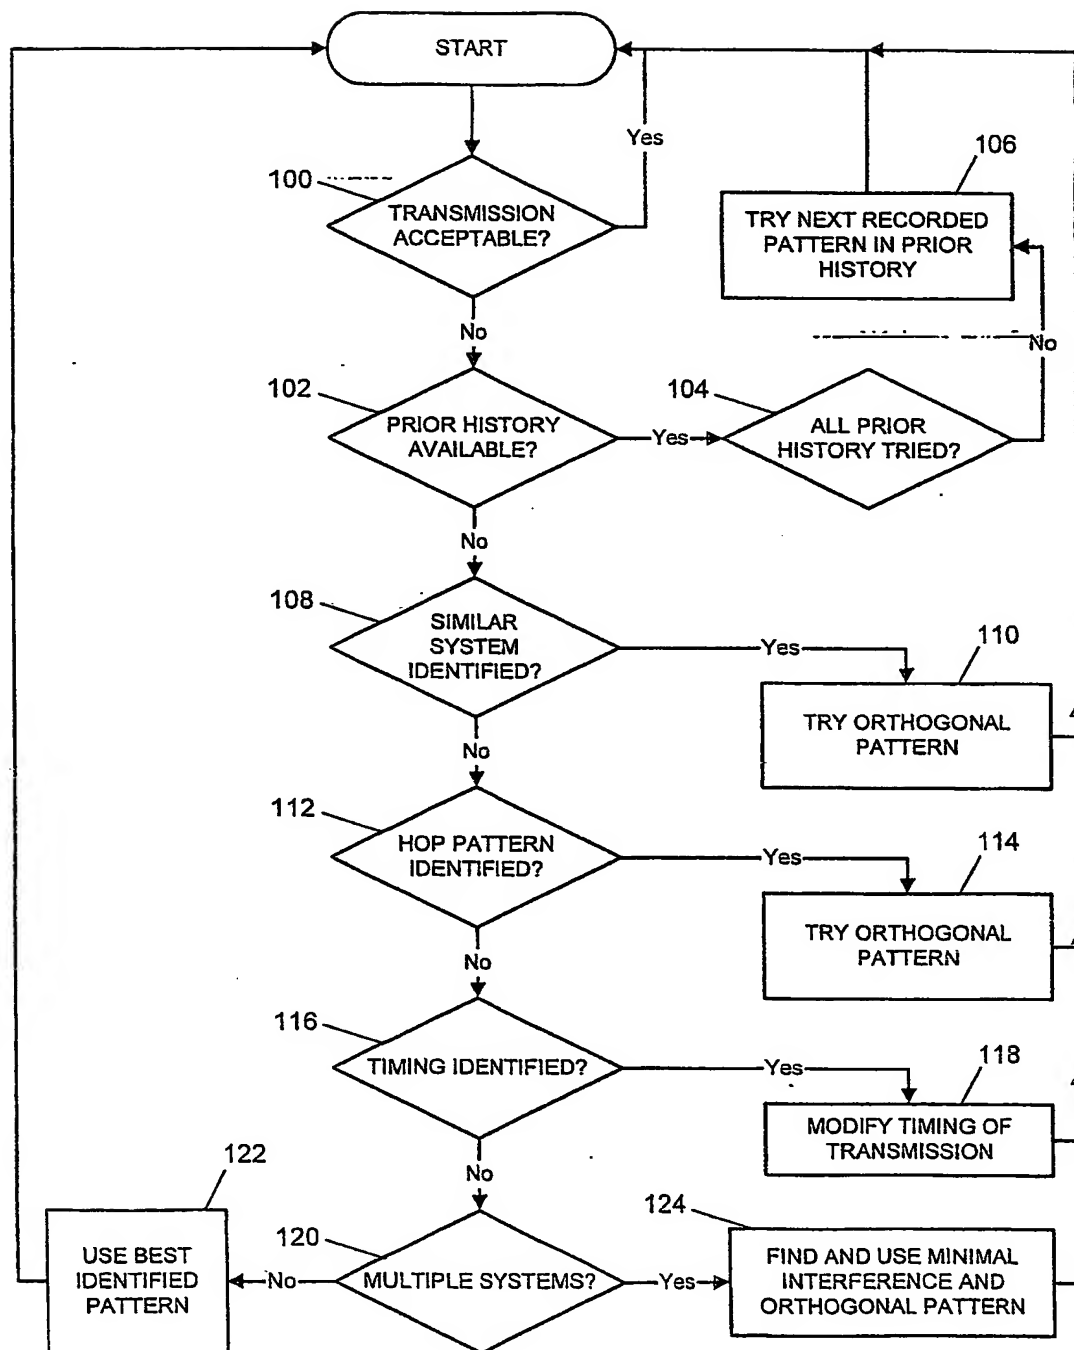 START
Yes
100
TRANSMISSION
ACCEPTABLE?
106
TRY NEXT RECORDED
PATTERN IN PRIOR
HISTORY
No
No
102
PRIOR HISTORY
AVAILABLE?
Yes
104
ALL PRIOR
HISTORY TRIED?
No
108
SIMILAR
SYSTEM
IDENTIFIED?
Yes
110
TRY ORTHOGONAL
PATTERN
No
112
HOP PATTERN
IDENTIFIED?
Yes
114
TRY ORTHOGONAL
PATTERN
No
116
TIMING IDENTIFIED?
Yes
118
MODIFY TIMING OF
TRANSMISSION
No
122
USE BEST
IDENTIFIED
PATTERN
No
120
MULTIPLE SYSTEMS?
Yes
124
FIND AND USE MINIMAL
INTERFERENCE AND
ORTHOGONAL PATTERN